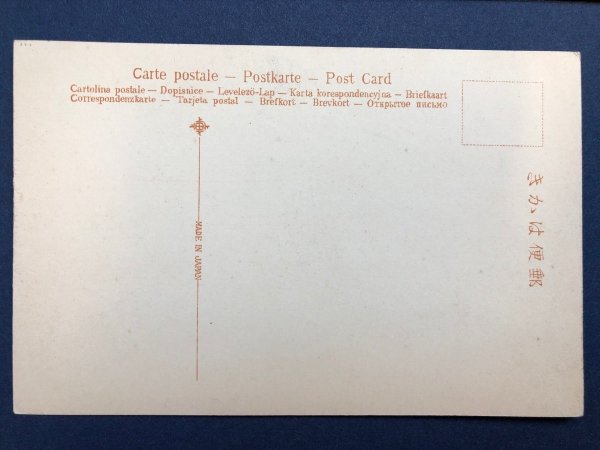 Carte postale — Postkarte — Post Card
Cartolina postale — Dopisnice — Levelező-Lap — Karta korespondencyjna — Briefkaart
Correspondenzkarte — Tarjeta postal — Brefkort — Brevkort — Открытое письмо
MADE IN JAPAN
郵便はかき